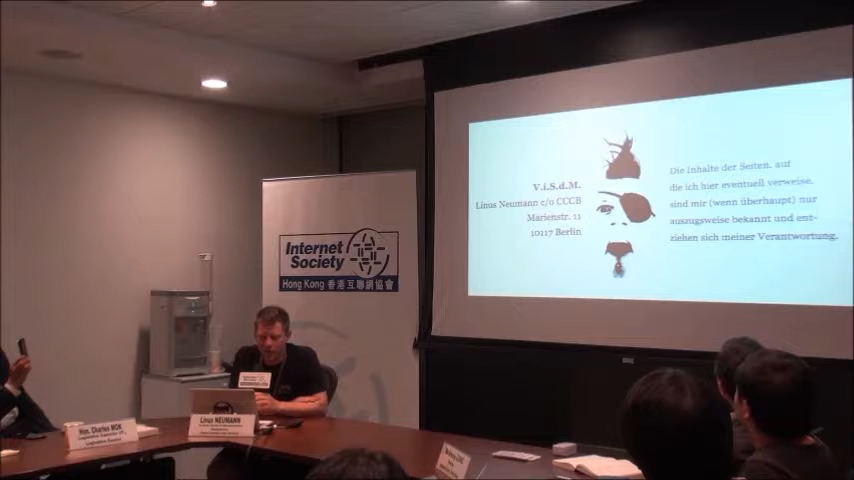 V.i.S.d.M.
Linus Neumann c/o CCCB
Marienstr. 11
10117 Berlin
Die Inhalte der Seiten, auf
die ich hier eventuell verweise,
sind mir (wenn überhaupt) nur
auszugsweise bekannt und ent-
ziehen sich meiner Verantwortung.
Internet
Society
Hong Kong 香港互聯網協會
Hon. Charles MOK
Linus NEUMANN